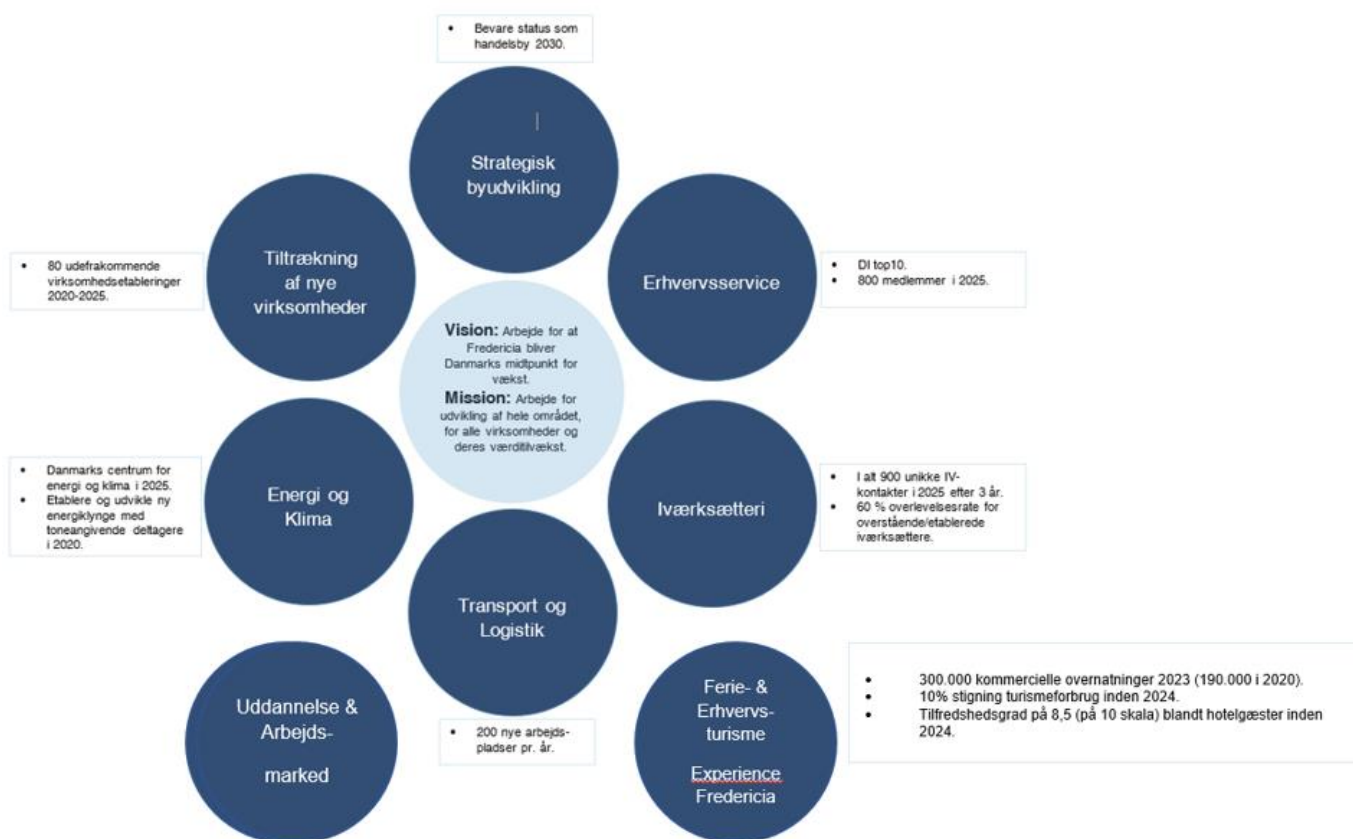 • Bevare status som
handelsby 2030.
Strategisk
byudvikling
Tiltrækning
af nye
virksomheder
• 80 udefrakommende
virksomhedsetableringer
2020-2025.
Erhvervsservice
• DI top10.
• 800 medlemmer i 2025.
Vision: Arbejde for at
Fredericia bliver
Danmarks midtpunkt for
vækst.
Mission: Arbejde for
udvikling af hele området,
for alle virksomheder og
deres værditilvækst.
• Danmarks centrum for
energi og klima i 2025.
• Etablere og udvikle ny
energiklynge med
toneangivende deltagere
i 2020.
Energi og
Klima
Iværksætteri
• I alt 900 unikke IV-
kontakter i 2025 efter 3 år.
• 60 % overlevelsesrate for
overstående/etablerede
iværksættere.
Transport og
Logistik
• 200 nye arbejds-
pladser pr. år.
Uddannelse &
Arbejds-
marked
Ferie- &
Erhvervs-
turisme
Experience
Fredericia
• 300.000 kommercielle overnatninger 2023 (190.000 i 2020).
• 10% stigning turismeforbrug inden 2024.
• Tilfredshedsgrad på 8,5 (på 10 skala) blandt hotelgæster inden
2024.